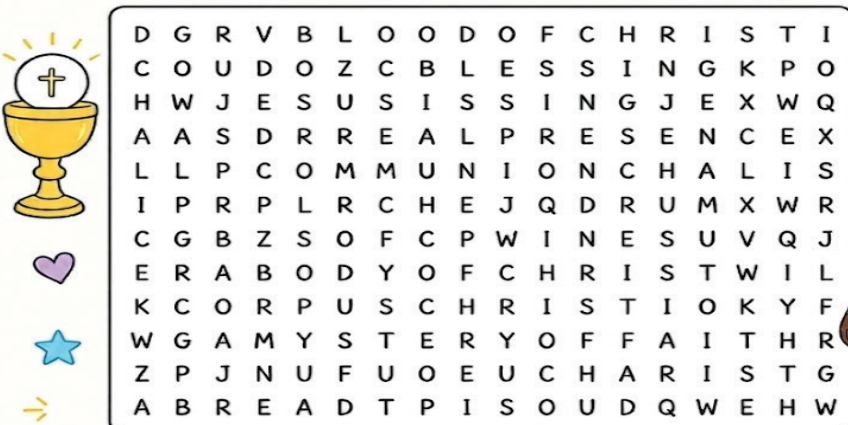 D G R V B L O O D O F C H R I S T I
C O U D O Z C B L E S S I N G K P O
H W J E S U S I S S I N G J E X W Q
A A S D R R E A L P R E S E N C E X
L L P C O M M U N I O N C H A L I S
I P R P L R C H E J Q D R U M X W R
C G B Z S O F C P W I N E S U V Q J
E R A B O D Y O F C H R I S T W I L
K C O R P U S C H R I S T I O K Y F
W G A M Y S T E R Y O F F A I T H R
Z P J N U F U O E U C H A R I S T G
A B R E A D T P I S O U D Q W E H W